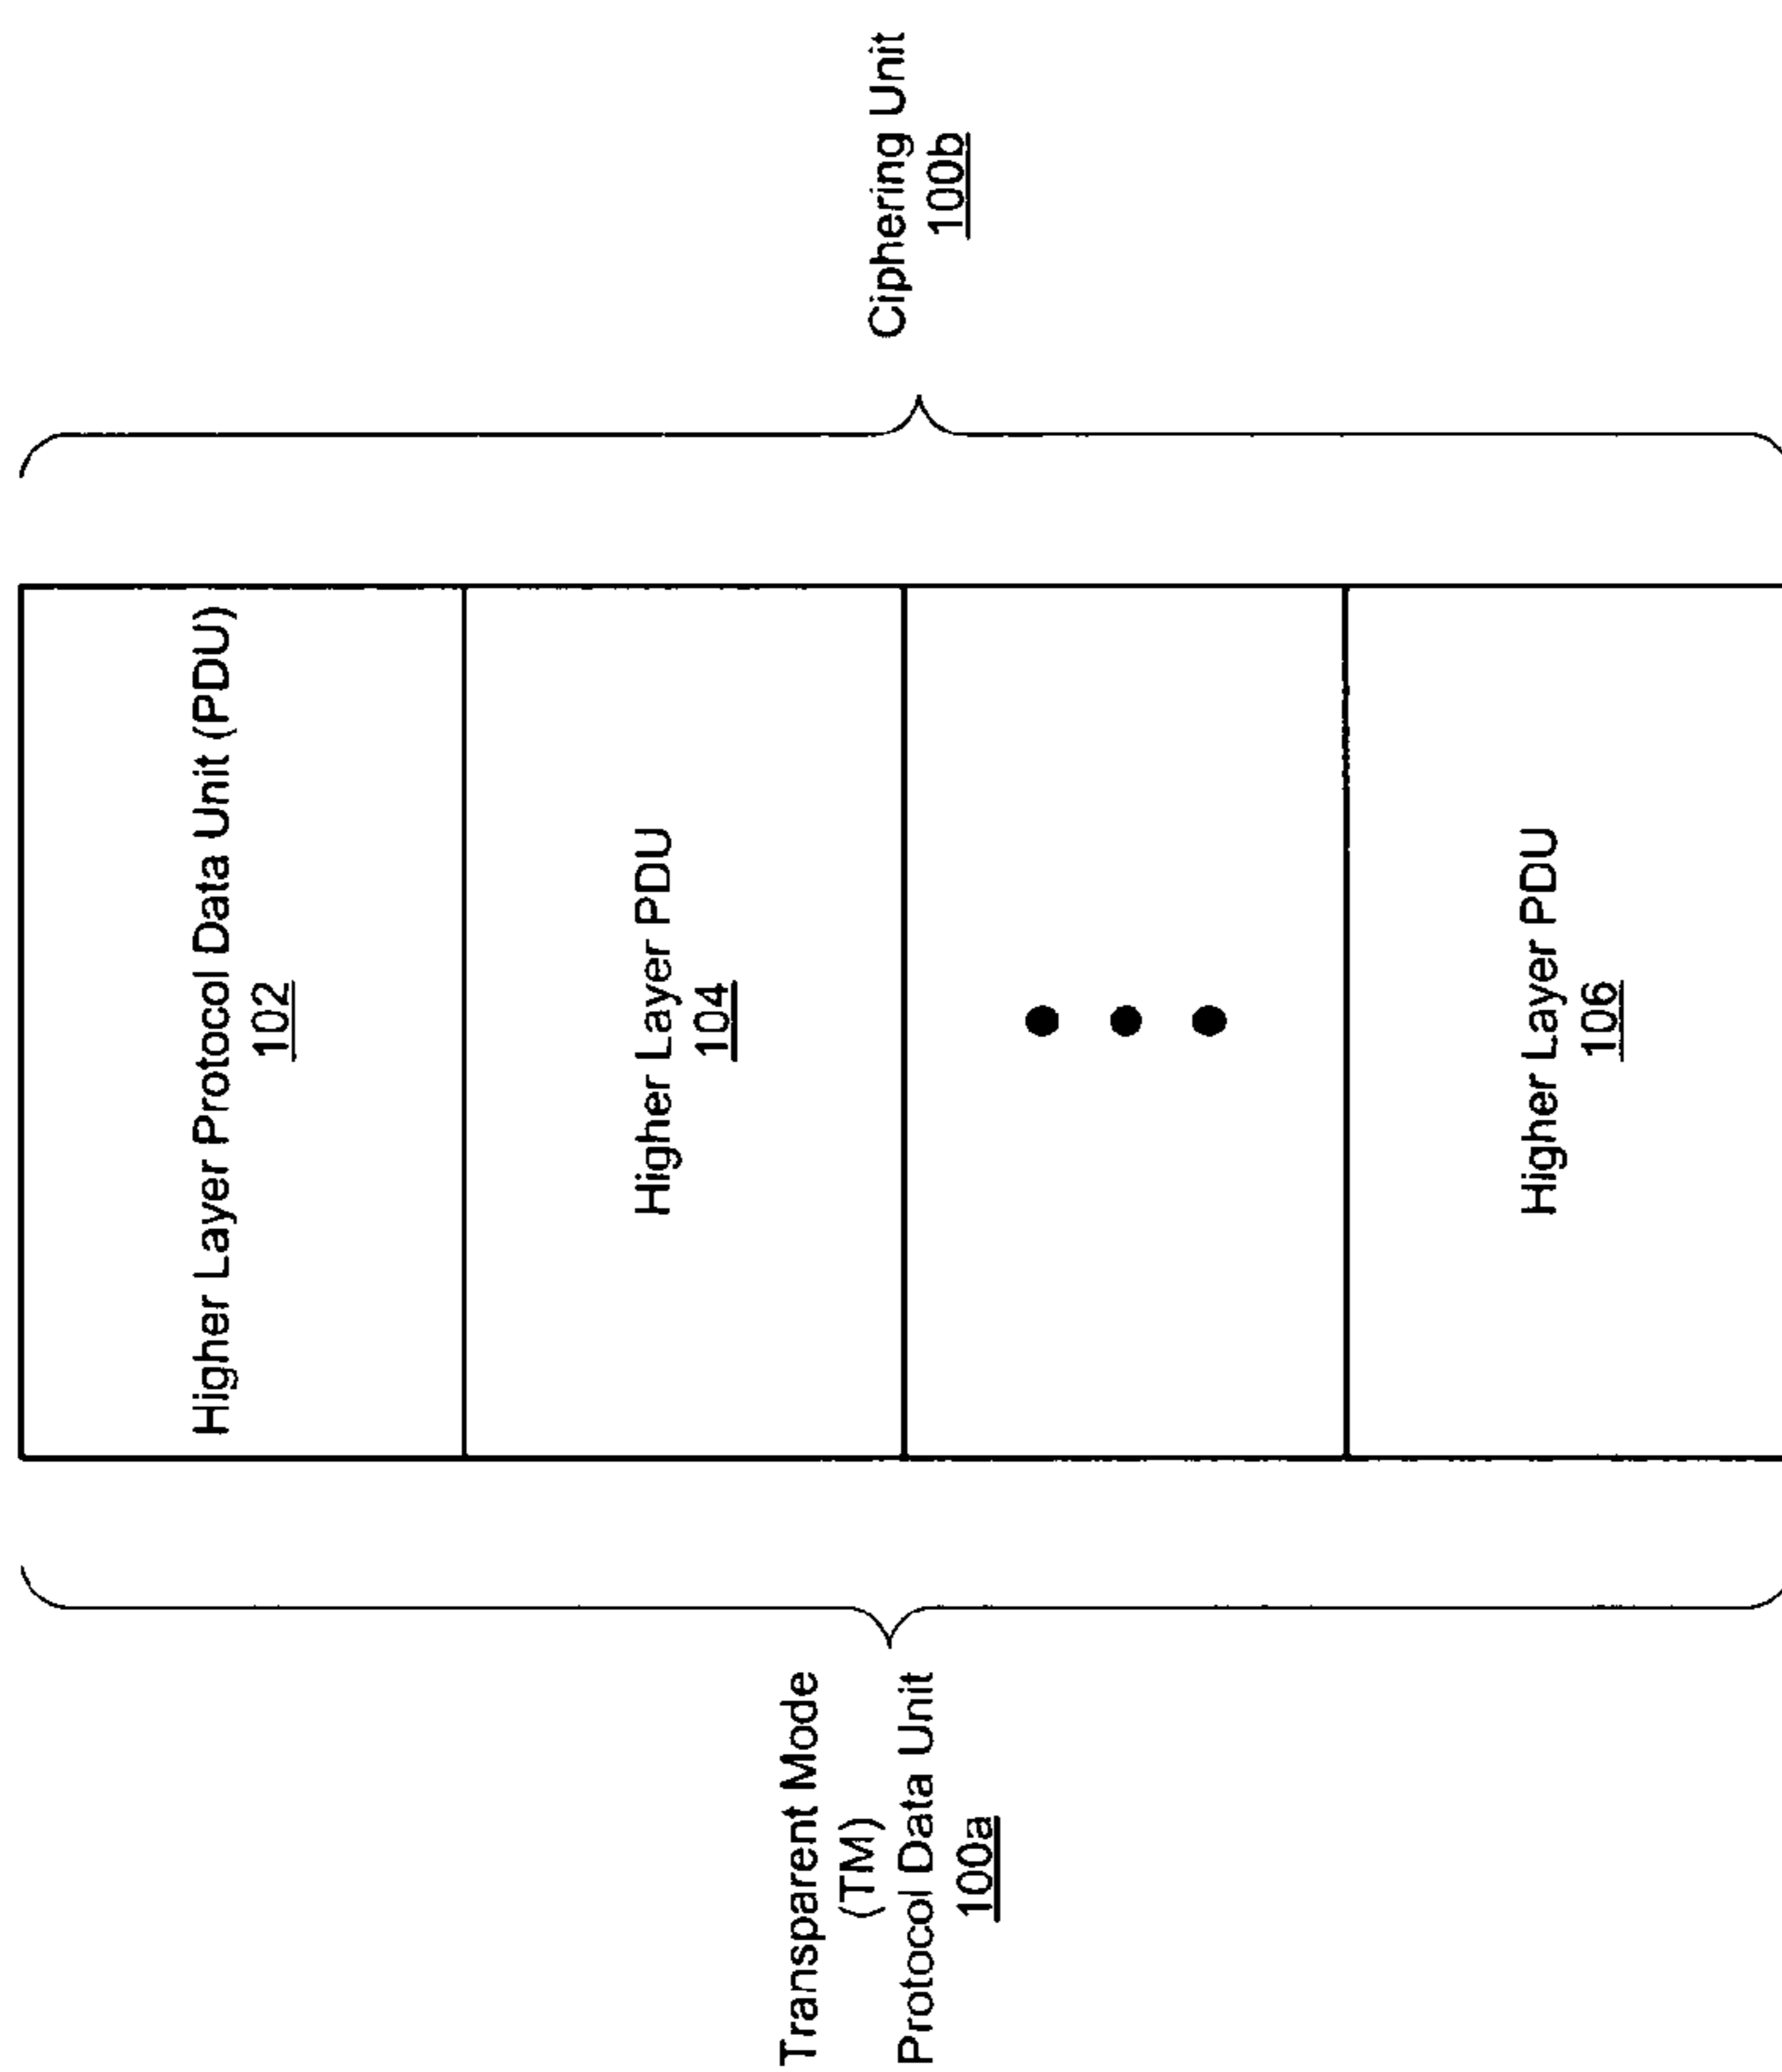 Transparent Mode
(TM)
Protocol Data Unit
100a
Higher Layer Protocol Data Unit (PDU)
102
Higher Layer PDU
104
Higher Layer PDU
106
Ciphering Unit
100b